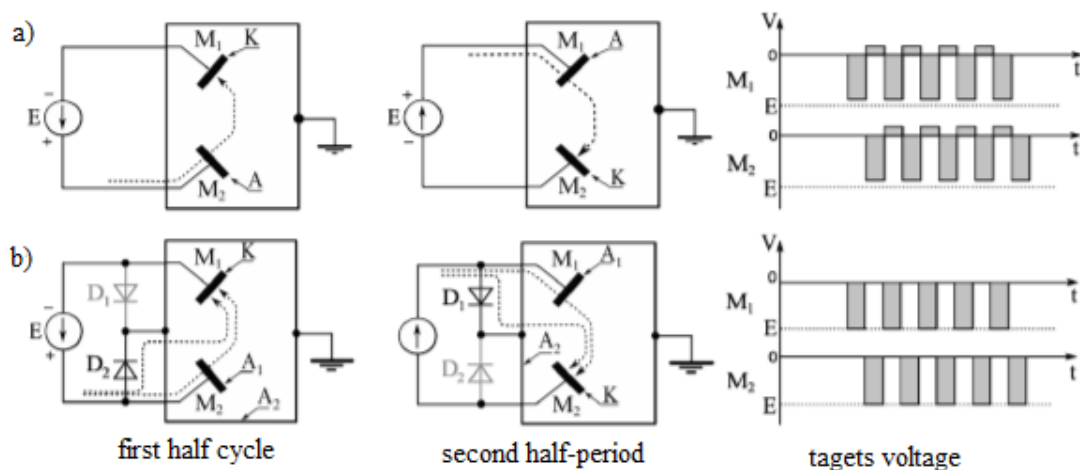 a)
M1
K
E
−
+
M2
A
M1
A
E
+
−
M2
K
V
0
M1
E
t
0
M2
E
t
b)
M1
K
D1
E
−
+
D2
A1
M2
A2
M1
A1
D1
A2
D2
M2
K
V
0
M1
E
t
0
M2
E
t
first half cycle
second half-period
tagets voltage